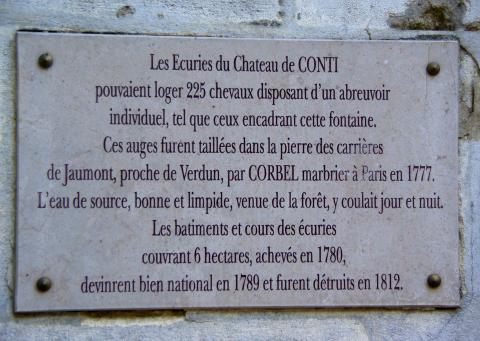 Les Ecuries du Chateau de CONTI
pouvaient loger 225 chevaux disposant d'un abreuvoir
individuel, tel que ceux encadrant cette fontaine.
Ces auges furent taillées dans la pierre des carrières
de Jaumont, proche de Verdun, par CORBEL marbrier à Paris en 1777.
L'eau de source, bonne et limpide, venue de la forêt, y coulait jour et nuit.
Les batiments et cours des écuries
couvrant 6 hectares, achevés en 1780,
devinrent bien national en 1789 et furent détruits en 1812.